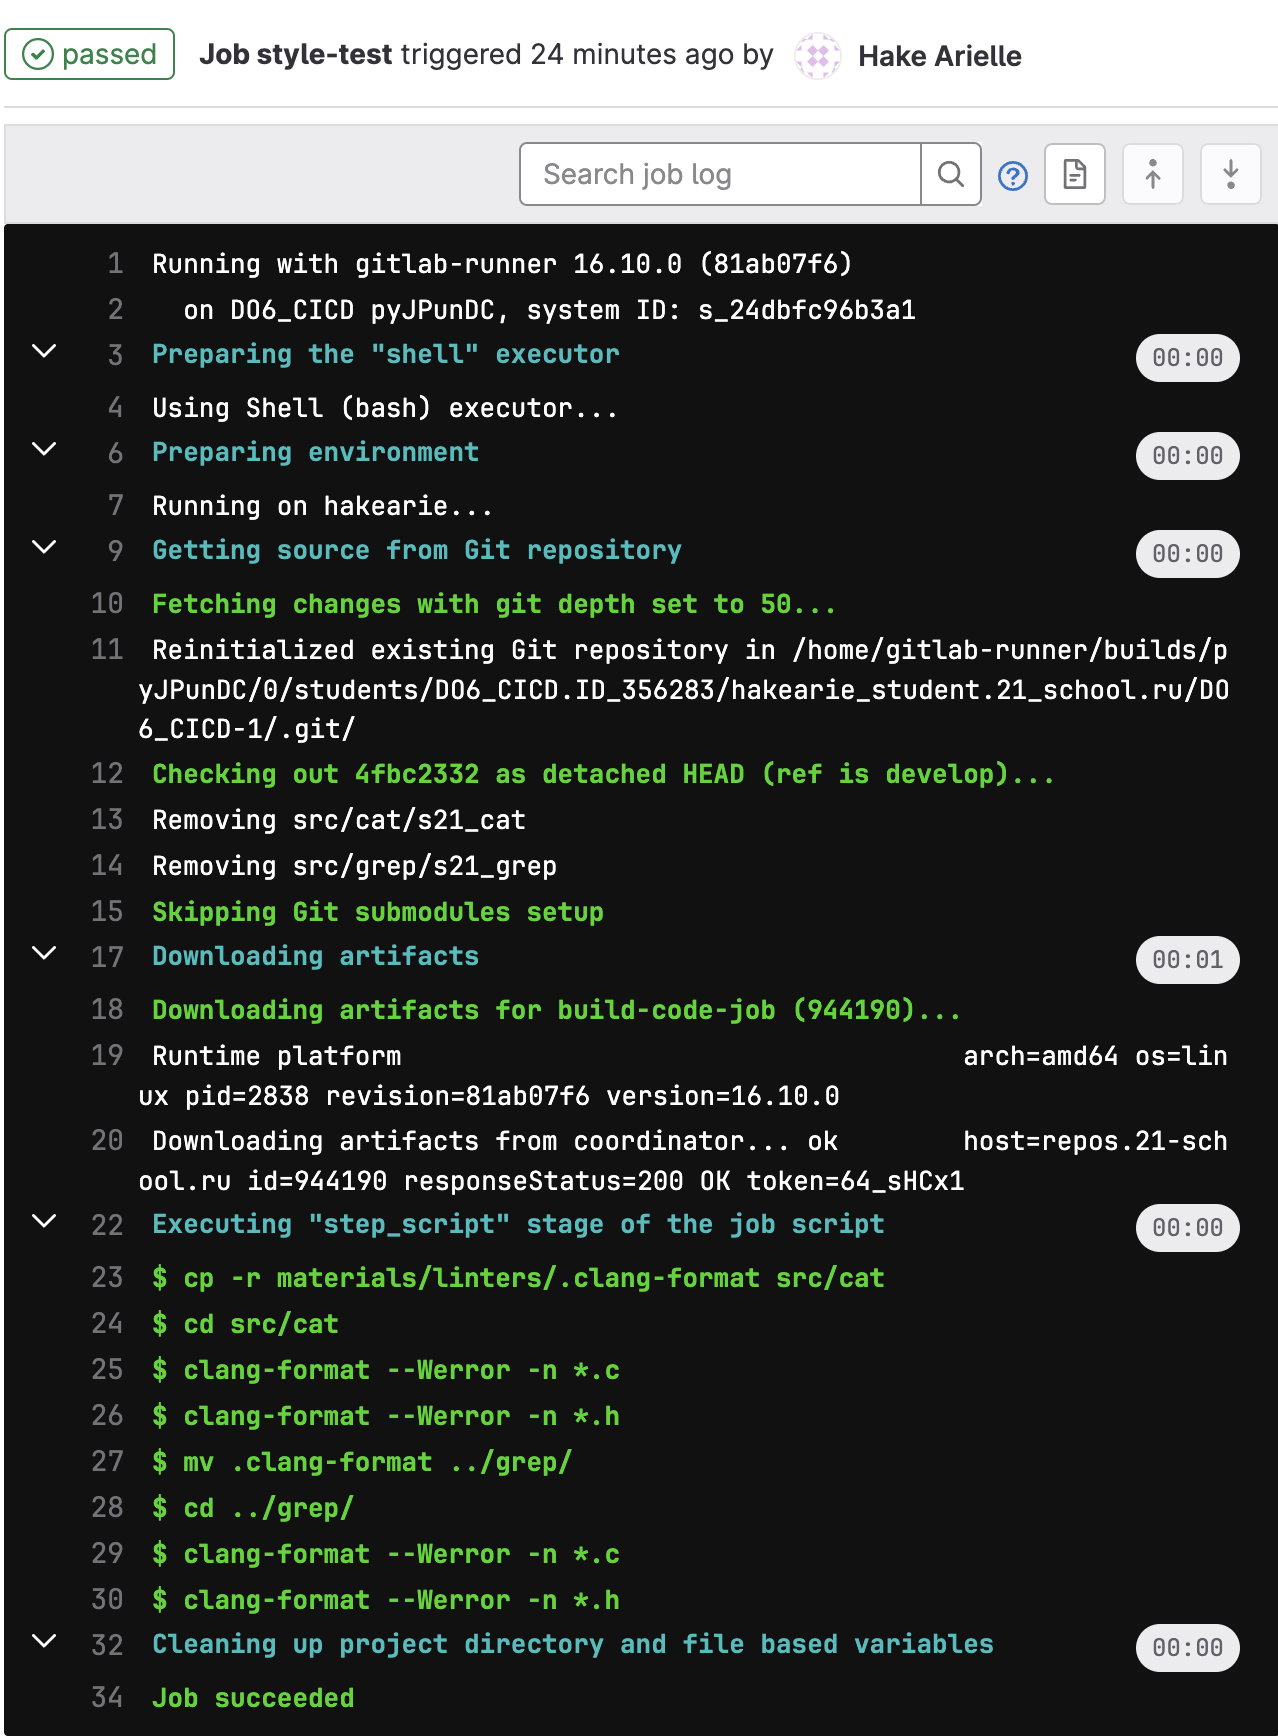 passed Job style-test triggered 24 minutes ago by Hake Arielle
Search job log
1 Running with gitlab-runner 16.10.0 (81ab07f6)
2 on DO6_CICD pyJPunDC, system ID: s_24dbfc96b3a1
3 Preparing the "shell" executor 00:00
4 Using Shell (bash) executor...
6 Preparing environment 00:00
7 Running on hakearie...
9 Getting source from Git repository 00:00
10 Fetching changes with git depth set to 50...
11 Reinitialized existing Git repository in /home/gitlab-runner/builds/p
yJPunDC/0/students/DO6_CICD.ID_356283/hakearie_student.21_school.ru/DO
6_CICD-1/.git/
12 Checking out 4fbc2332 as detached HEAD (ref is develop)...
13 Removing src/cat/s21_cat
14 Removing src/grep/s21_grep
15 Skipping Git submodules setup
17 Downloading artifacts 00:01
18 Downloading artifacts for build-code-job (944190)...
19 Runtime platform arch=amd64 os=lin
ux pid=2838 revision=81ab07f6 version=16.10.0
20 Downloading artifacts from coordinator... ok host=repos.21-sch
ool.ru id=944190 responseStatus=200 OK token=64_sHCx1
22 Executing "step_script" stage of the job script 00:00
23 $ cp -r materials/linters/.clang-format src/cat
24 $ cd src/cat
25 $ clang-format --Werror -n *.c
26 $ clang-format --Werror -n *.h
27 $ mv .clang-format ../grep/
28 $ cd ../grep/
29 $ clang-format --Werror -n *.c
30 $ clang-format --Werror -n *.h
32 Cleaning up project directory and file based variables 00:00
34 Job succeeded